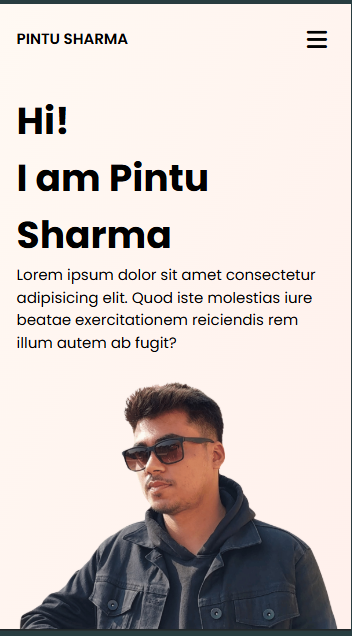 PINTU SHARMA
Hi!
I am Pintu
Sharma
Lorem ipsum dolor sit amet consectetur
adipisicing elit. Quod iste molestias iure
beatae exercitationem reiciendis rem
illum autem ab fugit?